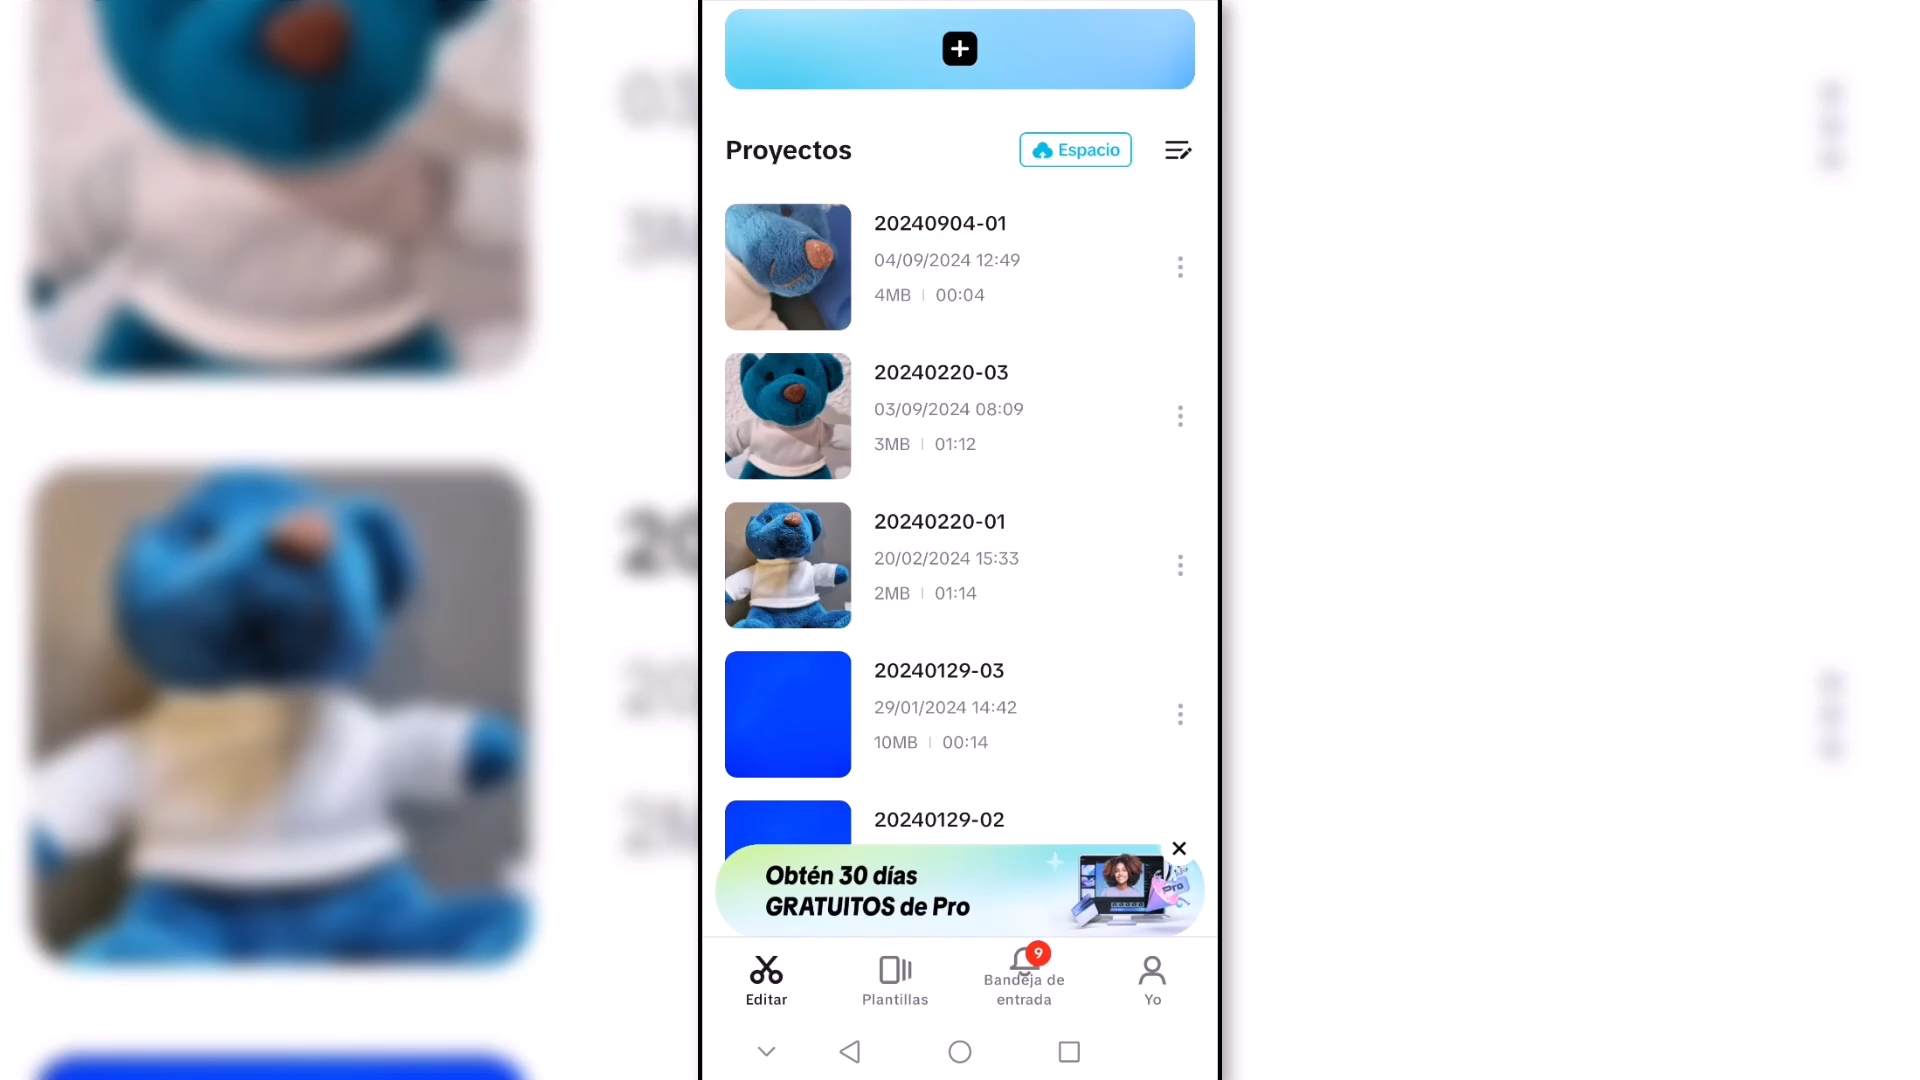 Proyectos
Espacio
20240904-01
04/09/2024 12:49
4MB | 00:04
20240220-03
03/09/2024 08:09
3MB | 01:12
20240220-01
20/02/2024 15:33
2MB | 01:14
20240129-03
29/01/2024 14:42
10MB | 00:14
20240129-02
Obtén 30 días
GRATUITOS de Pro
Pro
Editar
Plantillas
9
Bandeja de
entrada
Yo